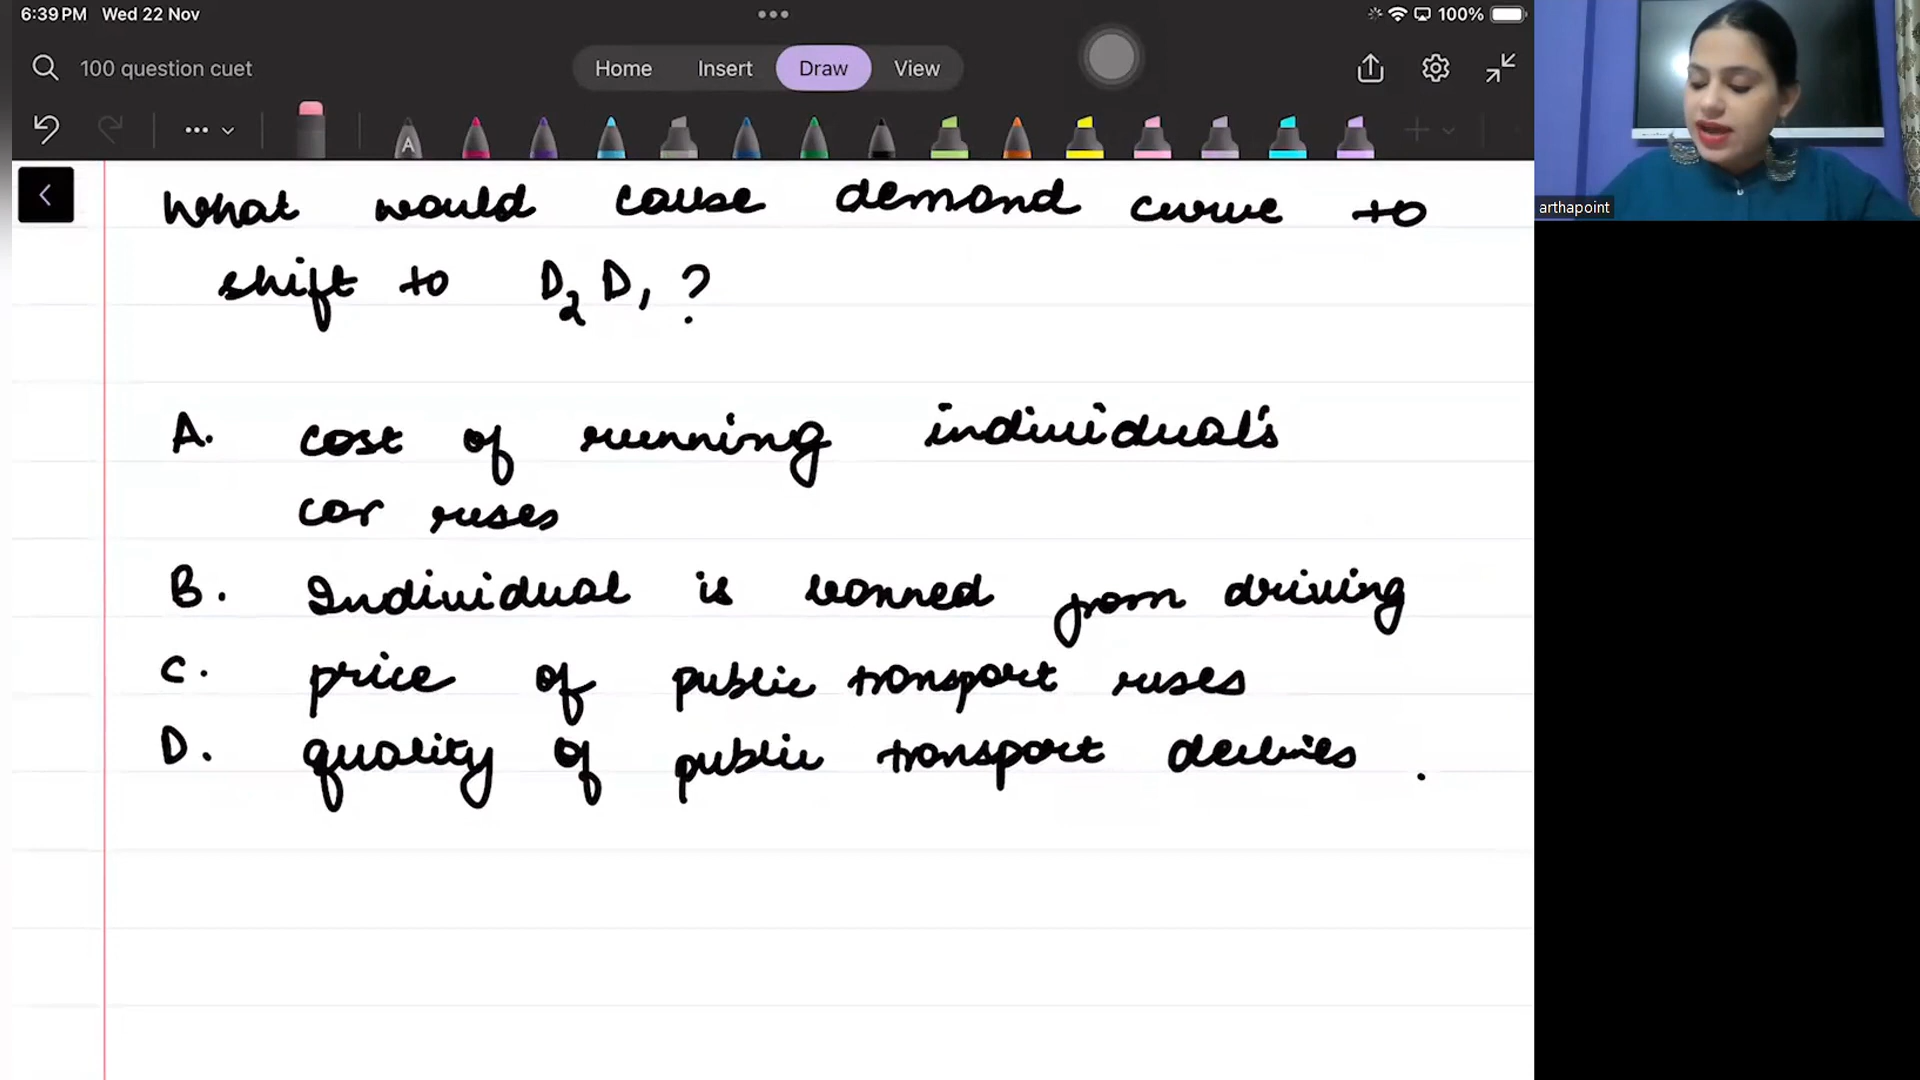 6:39 PM Wed 22 Nov
100%
100 question cuet
Home Insert Draw View
A
arthapoint
What would cause demand curve to
shift to D₂D₁ ?
A. cost of running individual's
car rises
B. Individual is banned from driving
C. price of public transport rises
D. quality of public transport declines .